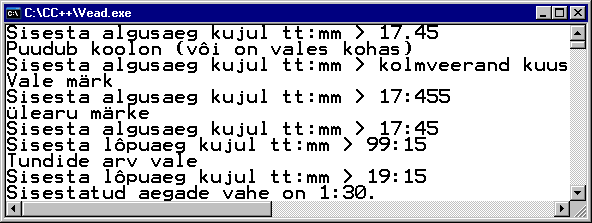 C:\CC++\Vead.exe
Sisesta algusaeg kujul tt:mm > 17.45
Puudub koolon (vôi on vales kohas)
Sisesta algusaeg kujul tt:mm > kolmveerand kuus
Vale märk
Sisesta algusaeg kujul tt:mm > 17:455
ülearu märke
Sisesta algusaeg kujul tt:mm > 17:45
Sisesta lôpuaeg kujul tt:mm > 99:15
Tundide arv vale
Sisesta lôpuaeg kujul tt:mm > 19:15
Sisestatud aegade vahe on 1:30.